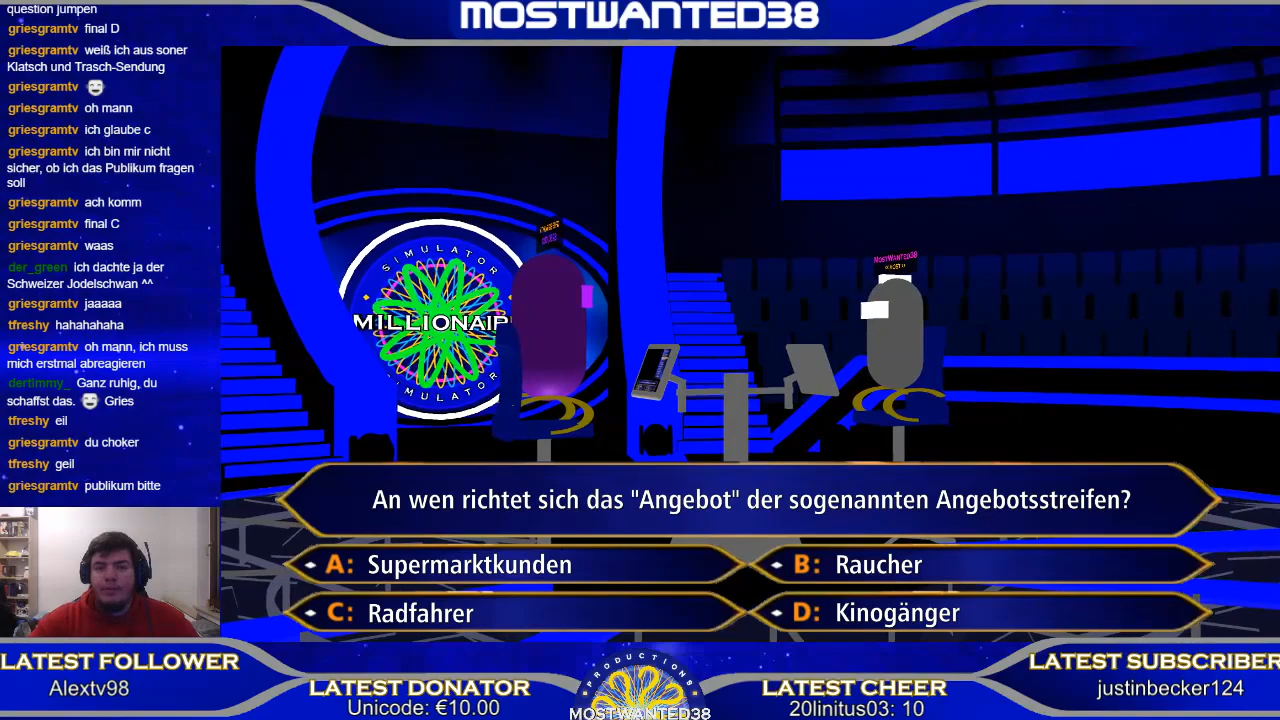 question jumpen
griesgramtv final D
griesgramtv weiß ich aus soner
Klatsch und Trasch-Sendung
griesgramtv
griesgramtv oh mann
griesgramtv ich glaube c
griesgramtv ich bin mir nicht
sicher, ob ich das Publikum fragen
soll
griesgramtv ach komm
griesgramtv final C
griesgramtv waas
der_green ich dachte ja der
Schweizer Jodelschwan ^^
griesgramtv jaaaaa
tfreshy hahahahaha
griesgramtv oh mann, ich muss
mich erstmal abreagieren
dertimmy_ Ganz ruhig, du
schaffst das. Gries
tfreshy eil
griesgramtv du choker
tfreshy geil
griesgramtv publikum bitte
MOSTWANTED38
SIMULATOR
MILLIONAIR
SIMULATOR
MOSTWANTED38
An wen richtet sich das "Angebot" der sogenannten Angebotsstreifen?
A: Supermarktkunden
B: Raucher
C: Radfahrer
D: Kinogänger
LATEST FOLLOWER
Alextv98
LATEST DONATOR
Unicode: €10.00
PRODUCTIONS
MOSTWANTED38
LATEST CHEER
20linitus03: 10
LATEST SUBSCRIBER
justinbecker124